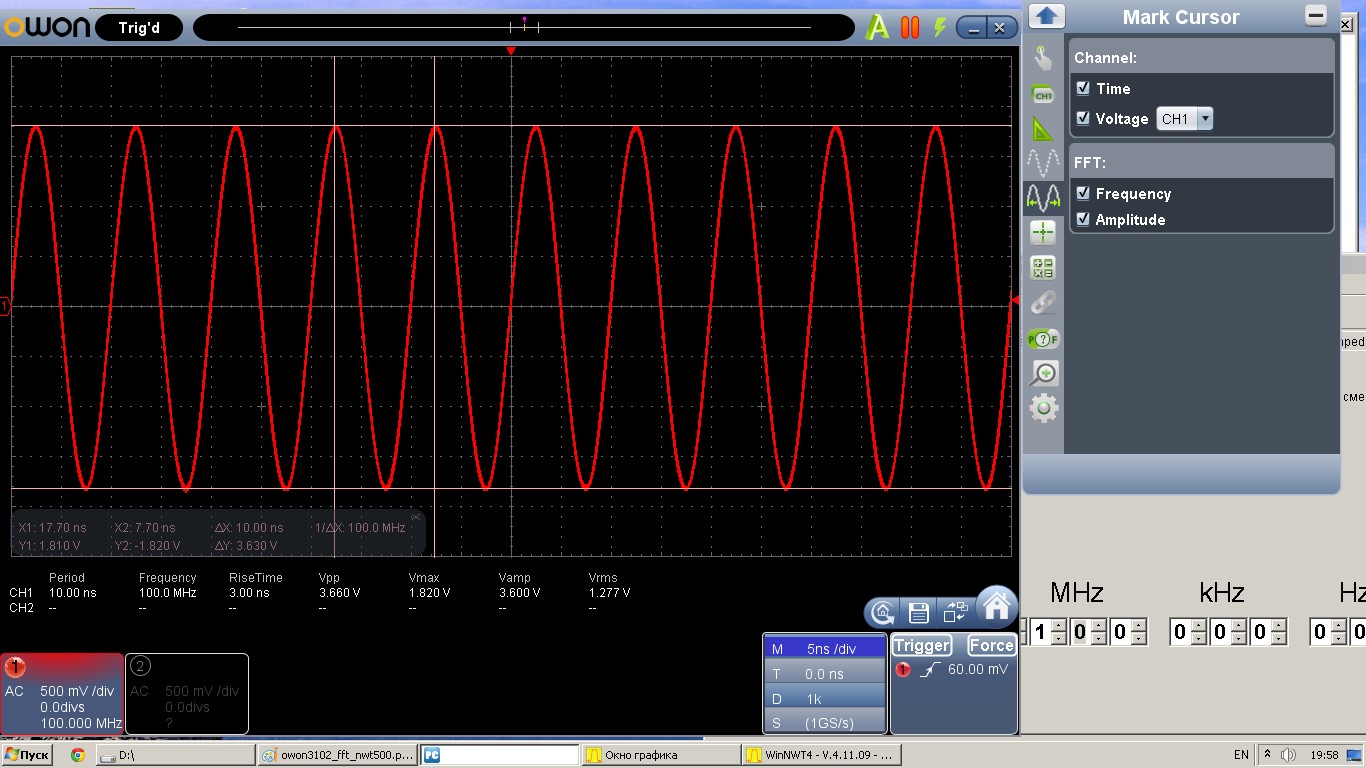 owon Trig'd
Mark Cursor
Channel:
Time
Voltage CH1
FFT:
Frequency
Amplitude
CH1
P ? F
1
X1: 17.70 ns X2: 7.70 ns ΔX: 10.00 ns 1/ΔX: 100.0 MHz
Y1: 1.810 V Y2: -1.820 V ΔY: 3.630 V
Period Frequency RiseTime Vpp Vmax Vamp Vrms
CH1 10.00 ns 100.0 MHz 3.00 ns 3.660 V 1.820 V 3.600 V 1.277 V
CH2 -- -- -- -- -- -- --
MHz kHz Hz
1 0 0 0 0 0 0 0
1
AC 500 mV /div
0.0divs
100.000 MHz
2
AC 500 mV /div
0.0divs
?
M 5ns /div
T 0.0 ns
D 1k
S (1GS/s)
Trigger Force
1 60.00 mV
Пуск D:\ owon3102_fft_nwt500.p... PC Окно графика WinNWT4 - V.4.11.09 - ... EN 19:58